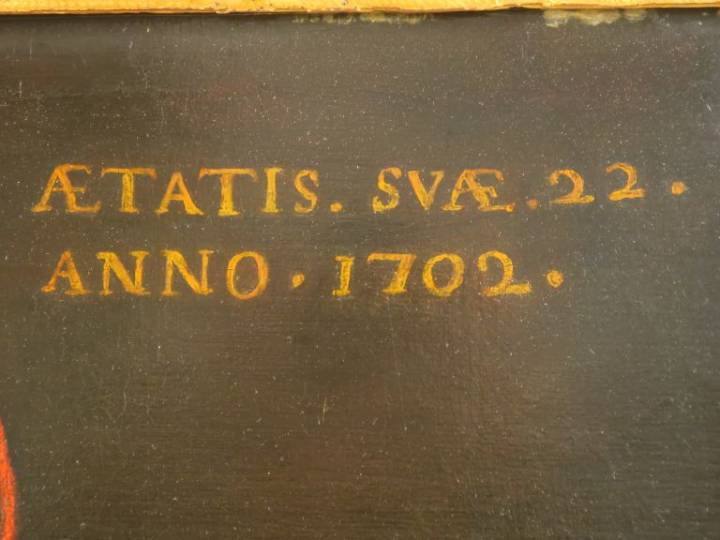 ÆTATIS. SVÆ. 22.
ANNO · 1702.